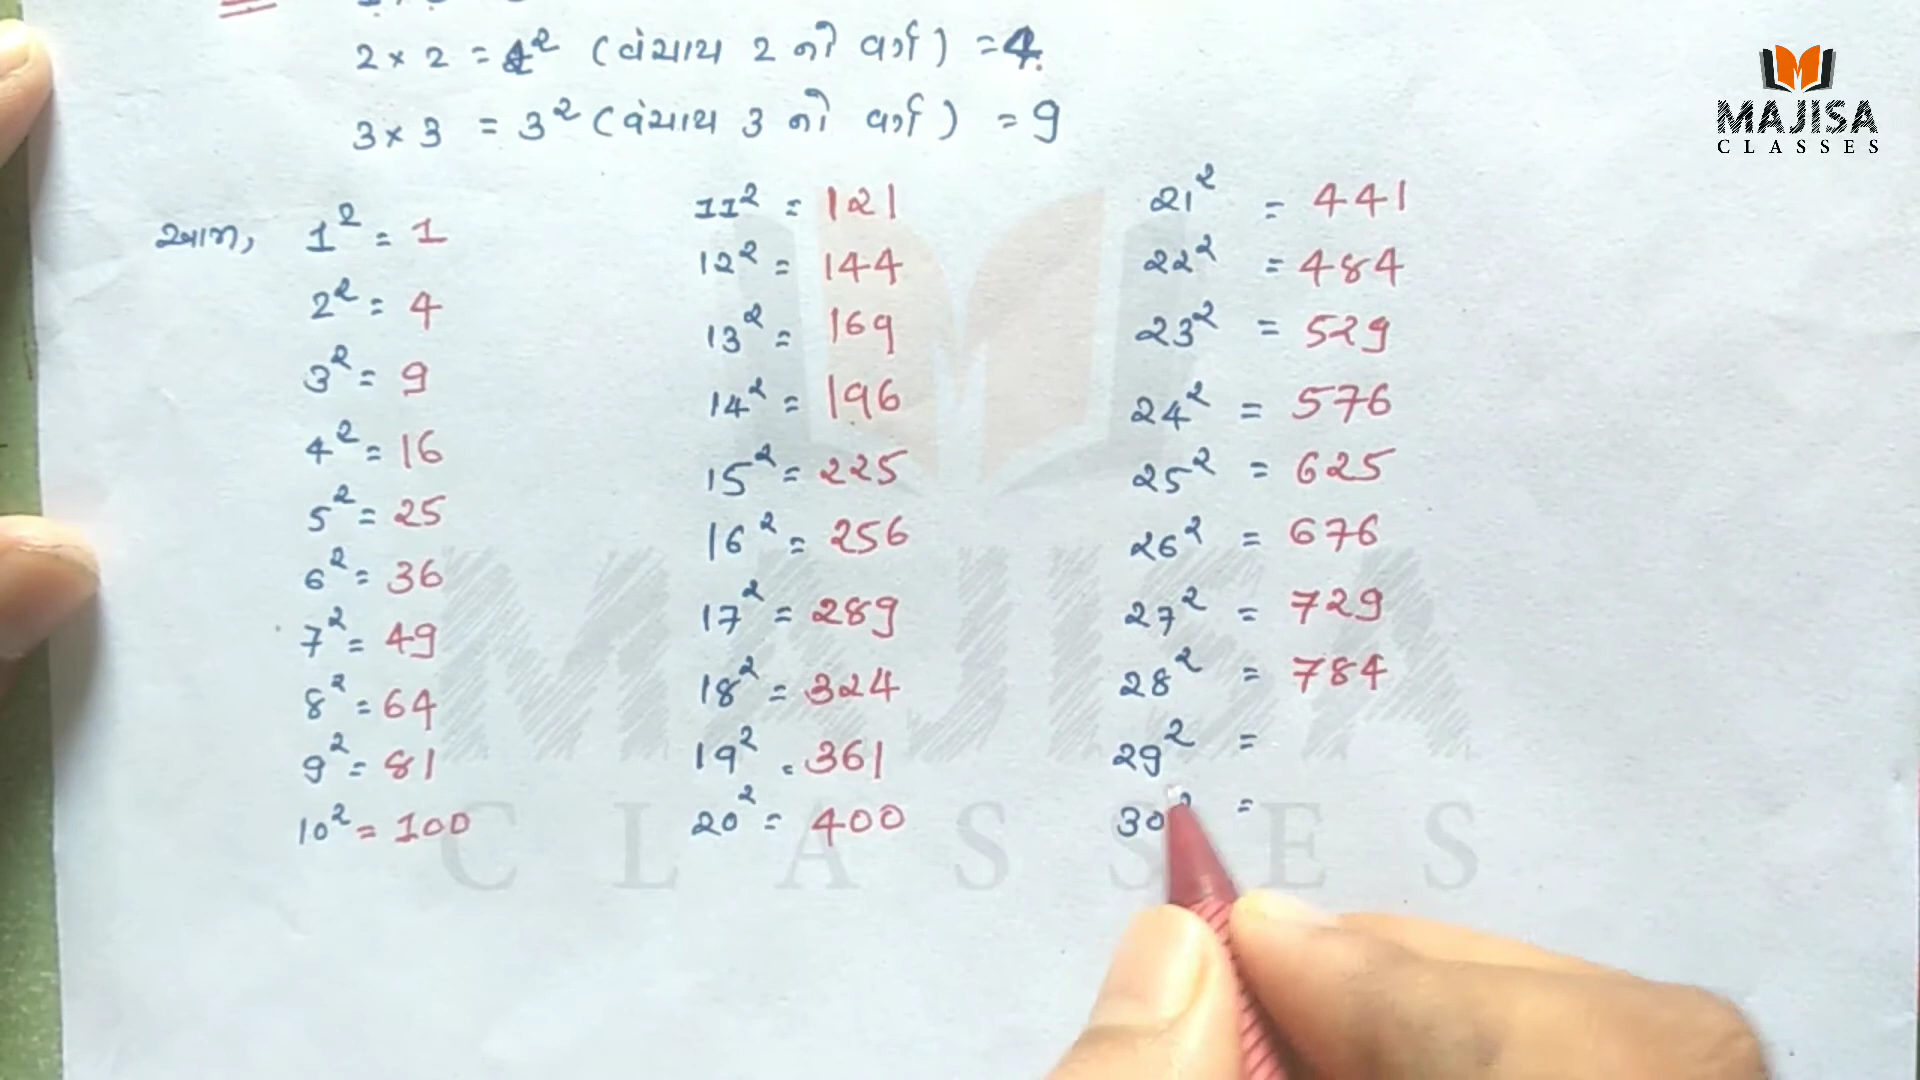 2 × 2 = 2² (વંચાય 2 નો વર્ગ) = 4
3 × 3 = 3² (વંચાય 3 નો વર્ગ) = 9
આમ, 1² = 1
2² = 4
3² = 9
4² = 16
5² = 25
6² = 36
7² = 49
8² = 64
9² = 81
10² = 100
11² = 121
12² = 144
13² = 169
14² = 196
15² = 225
16² = 256
17² = 289
18² = 324
19² = 361
20² = 400
21² = 441
22² = 484
23² = 529
24² = 576
25² = 625
26² = 676
27² = 729
28² = 784
29² =
30² =
MAJISA
CLASSES
MAJISA
CLASSES